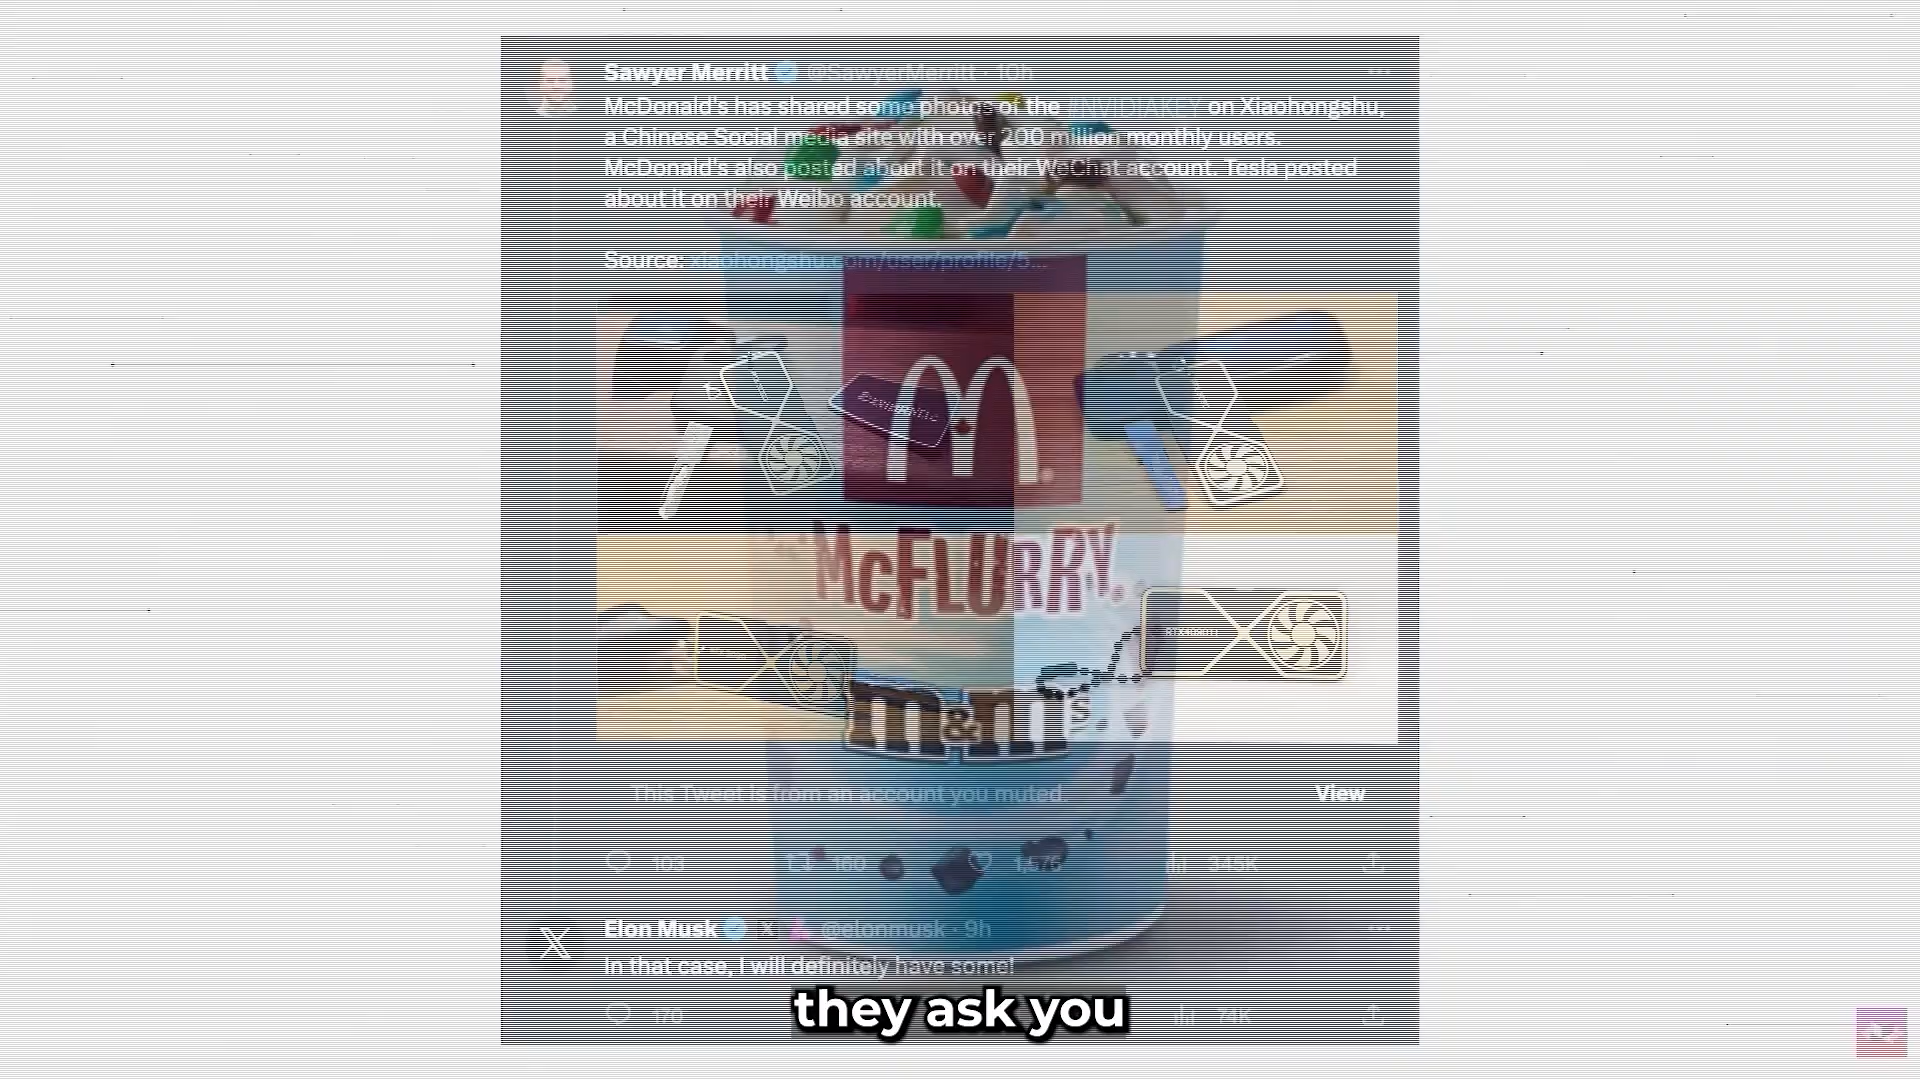 Sawyer Merritt @SawyerMerritt · 10h
McDonald's has shared some photos of the #NVIDIAKEY on Xiaohongshu,
a Chinese Social media site with over 200 million monthly users.
McDonald's also posted about it on their WeChat account. Tesla posted
about it on their Weibo account.
Source: xiaohongshu.com/user/profile/5...
McFLURRY
RTX4090TI
m&m's
This Tweet is from an account you muted.
View
103 160 1,575 345K
Elon Musk X @elonmusk · 9h
In that case, I will definitely have some!
they ask you
170 74K